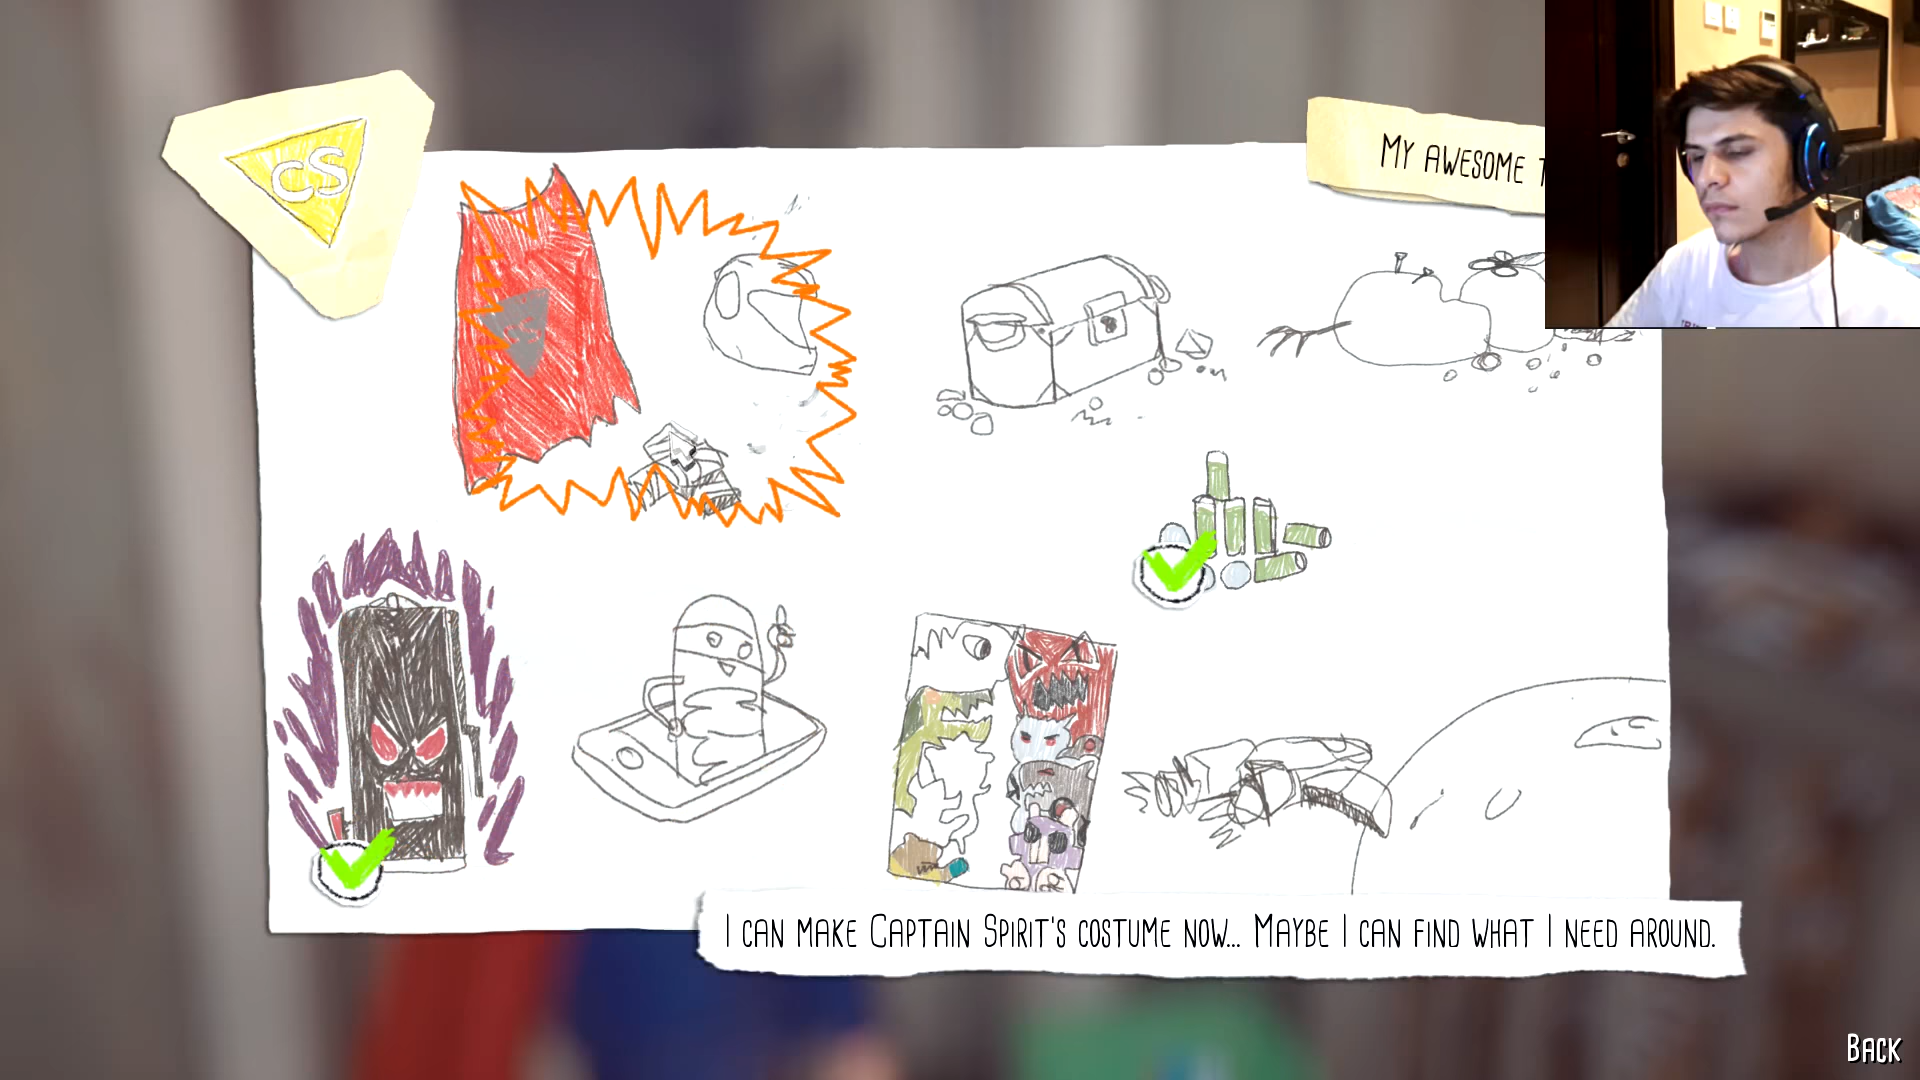 CS
My awesome
I can make Captain Spirit's costume now... Maybe I can find what I need around.
Back